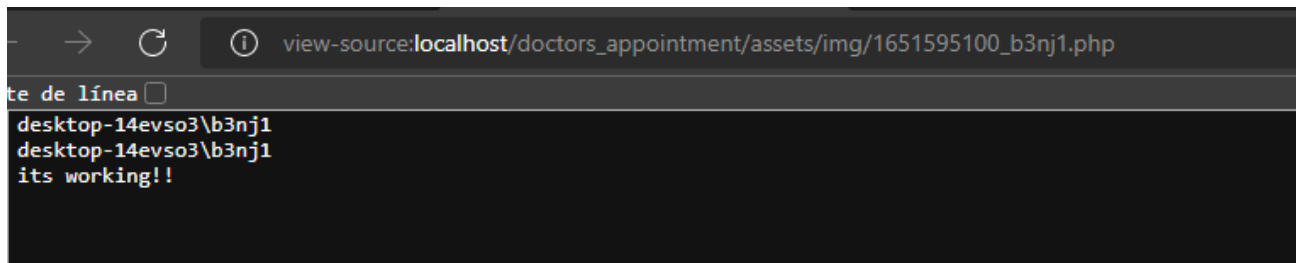 view-source:localhost/doctors_appointment/assets/img/1651595100_b3nj1.php
te de línea
desktop-14evso3\b3nj1
desktop-14evso3\b3nj1
its working!!